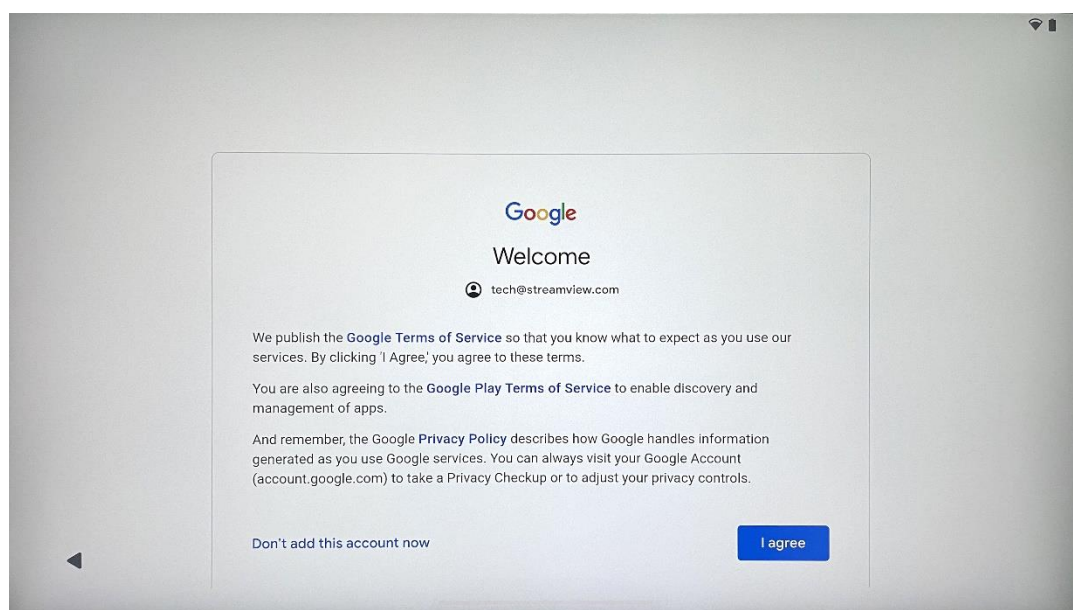 Google
Welcome
tech@streamview.com
We publish the Google Terms of Service so that you know what to expect as you use our
services. By clicking 'I Agree,' you agree to these terms.
You are also agreeing to the Google Play Terms of Service to enable discovery and
management of apps.
And remember, the Google Privacy Policy describes how Google handles information
generated as you use Google services. You can always visit your Google Account
(account.google.com) to take a Privacy Checkup or to adjust your privacy controls.
Don't add this account now
I agree